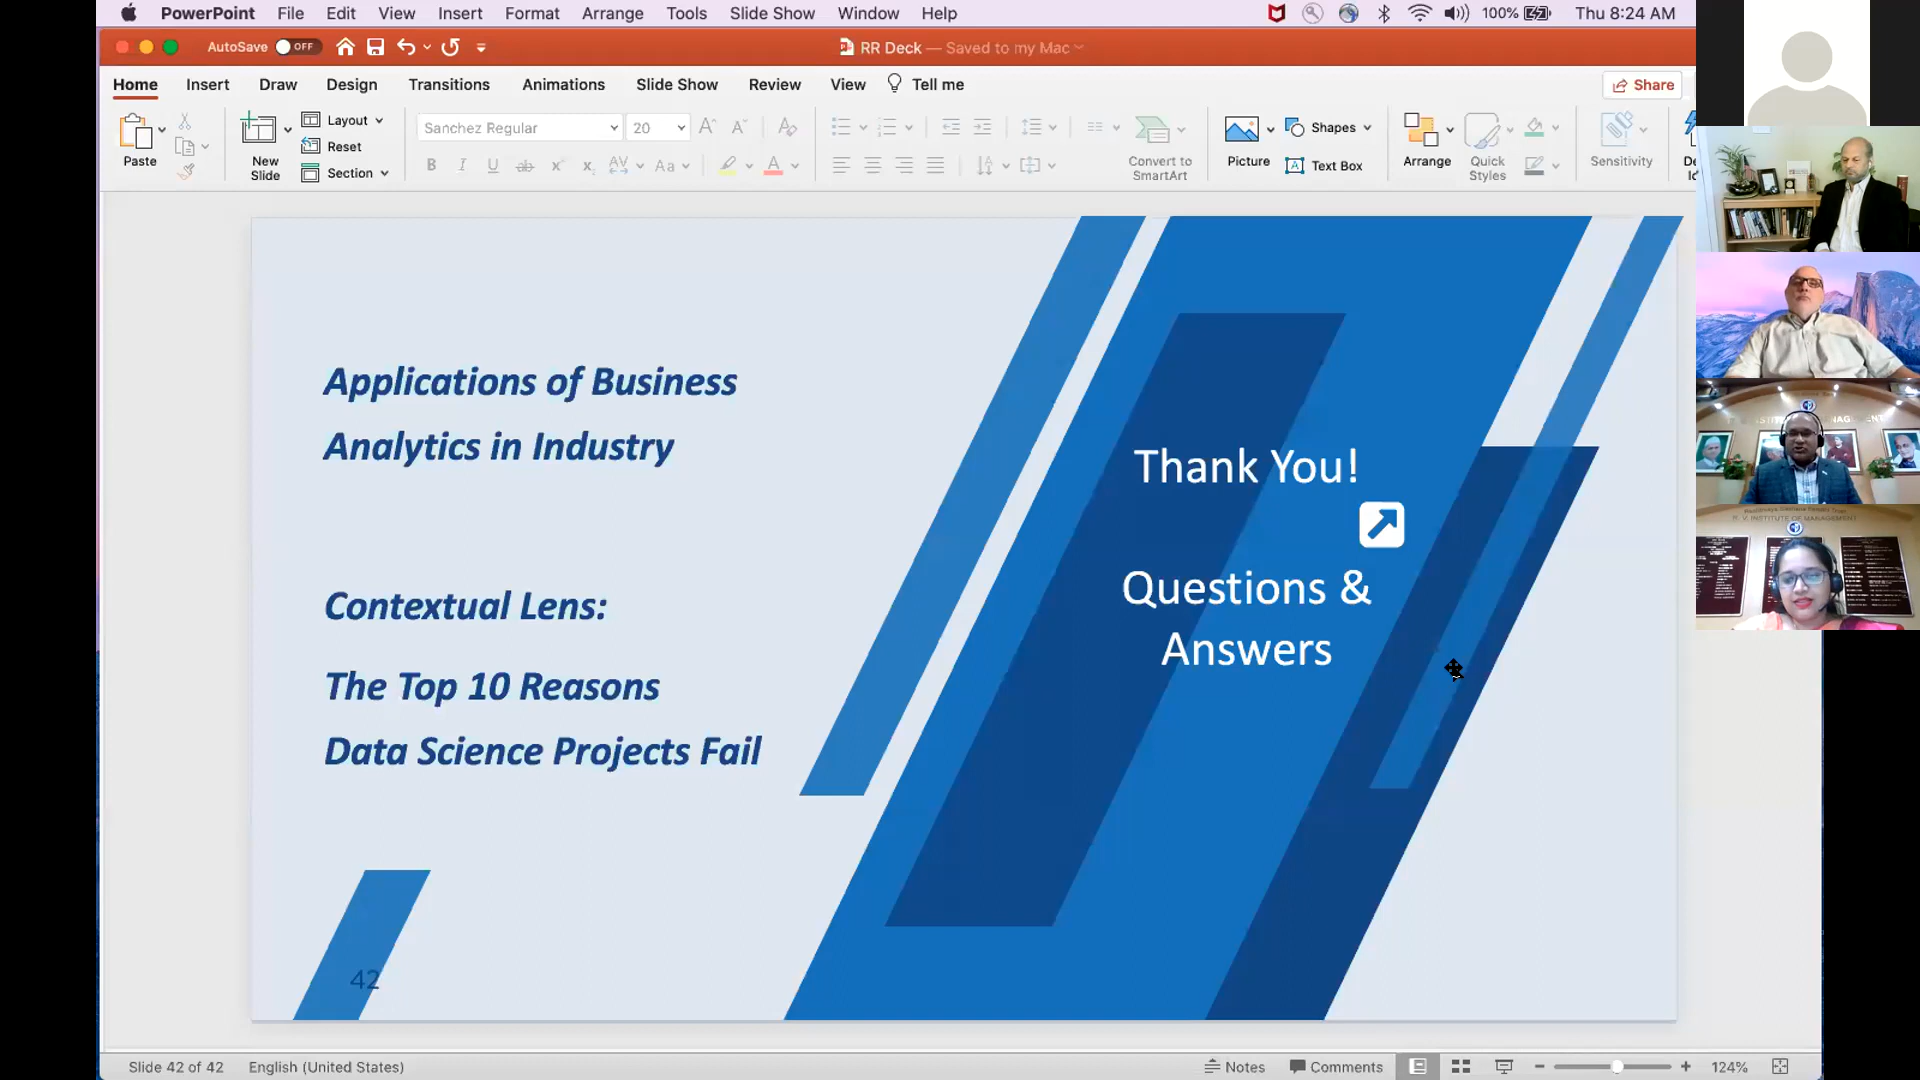 PowerPoint File Edit View Insert Format Arrange Tools Slide Show Window Help 100% Thu 8:24 AM
AutoSave OFF RR Deck — Saved to my Mac
Home Insert Draw Design Transitions Animations Slide Show Review View Tell me Share
Paste
New
Slide
Layout
Reset
Section
Sanchez Regular 20
B I U ab x x AV Aa A
Convert to
SmartArt
Picture
Shapes
Text Box
Arrange
Quick
Styles
Sensitivity
Applications of Business
Analytics in Industry
Contextual Lens:
The Top 10 Reasons
Data Science Projects Fail
Thank You!
Questions &
Answers
42
Slide 42 of 42 English (United States) Notes Comments 124%